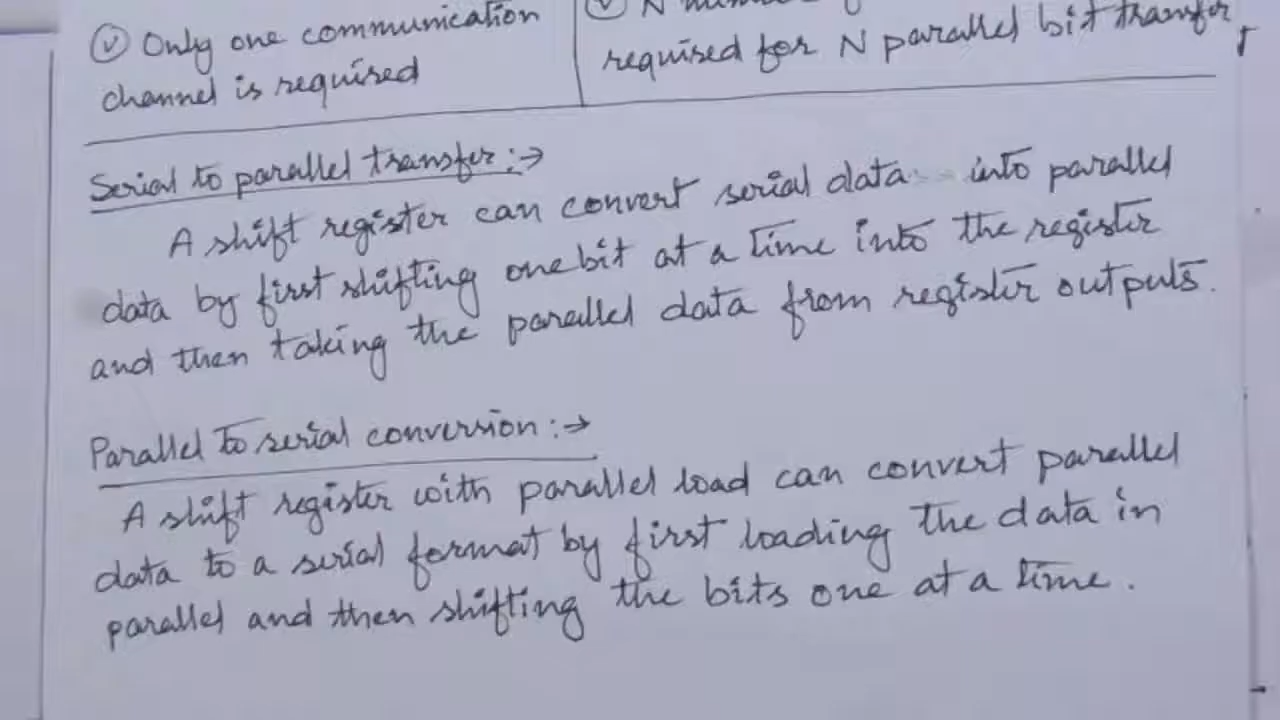 (v) Only one communication
channel is required
(v) N
required for N parallel bit transfer
Serial to parallel transfer :→
A shift register can convert serial data into parallel
data by first shifting one bit at a time into the register
and then taking the parallel data from register outputs.
Parallel to serial conversion :→
A shift register with parallel load can convert parallel
data to a serial format by first loading the data in
parallel and then shifting the bits one at a time.